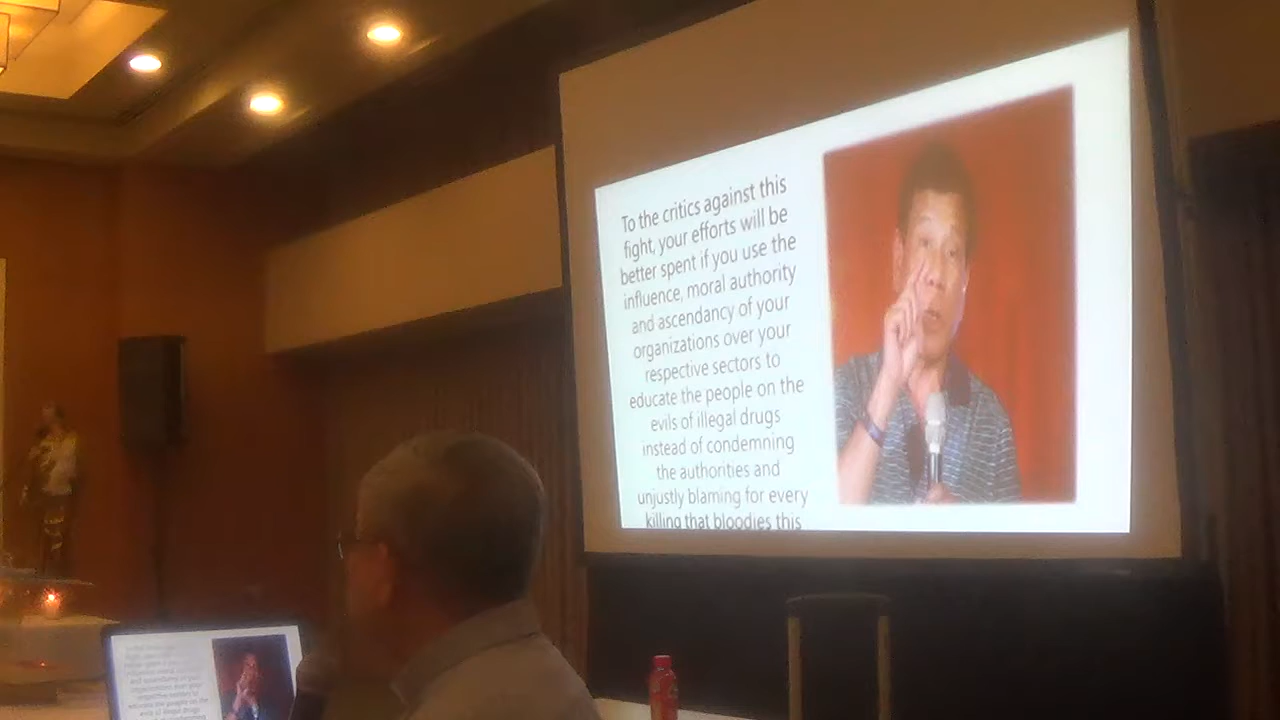 To the critics against this
fight, your efforts will be
better spent if you use the
influence, moral authority
and ascendancy of your
organizations over your
respective sectors to
educate the people on the
evils of illegal drugs
instead of condemning
the authorities and
unjustly blaming for every
killing that bloodies this